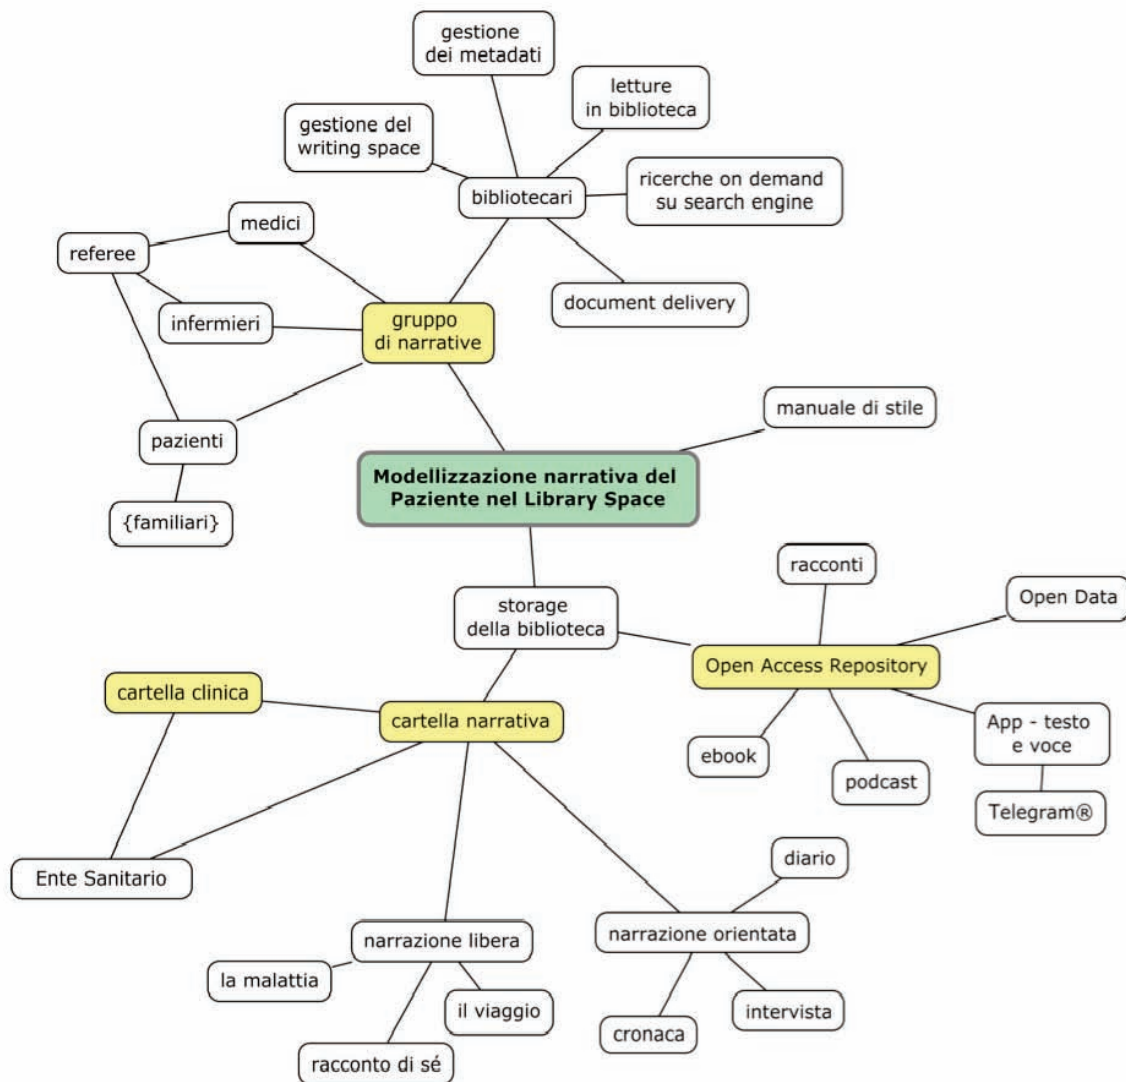 gestione
dei metadati
letture
in biblioteca
gestione del
writing space
ricerche on demand
su search engine
bibliotecari
medici
referee
infermieri
document delivery
gruppo
di narrative
manuale di stile
pazienti
Modellizzazione narrativa del
Paziente nel Library Space
{familiari}
racconti
Open Data
storage
della biblioteca
Open Access Repository
cartella clinica
cartella narrativa
App - testo
e voce
ebook
podcast
Telegram®
diario
Ente Sanitario
narrazione libera
narrazione orientata
la malattia
il viaggio
intervista
cronaca
racconto di sé